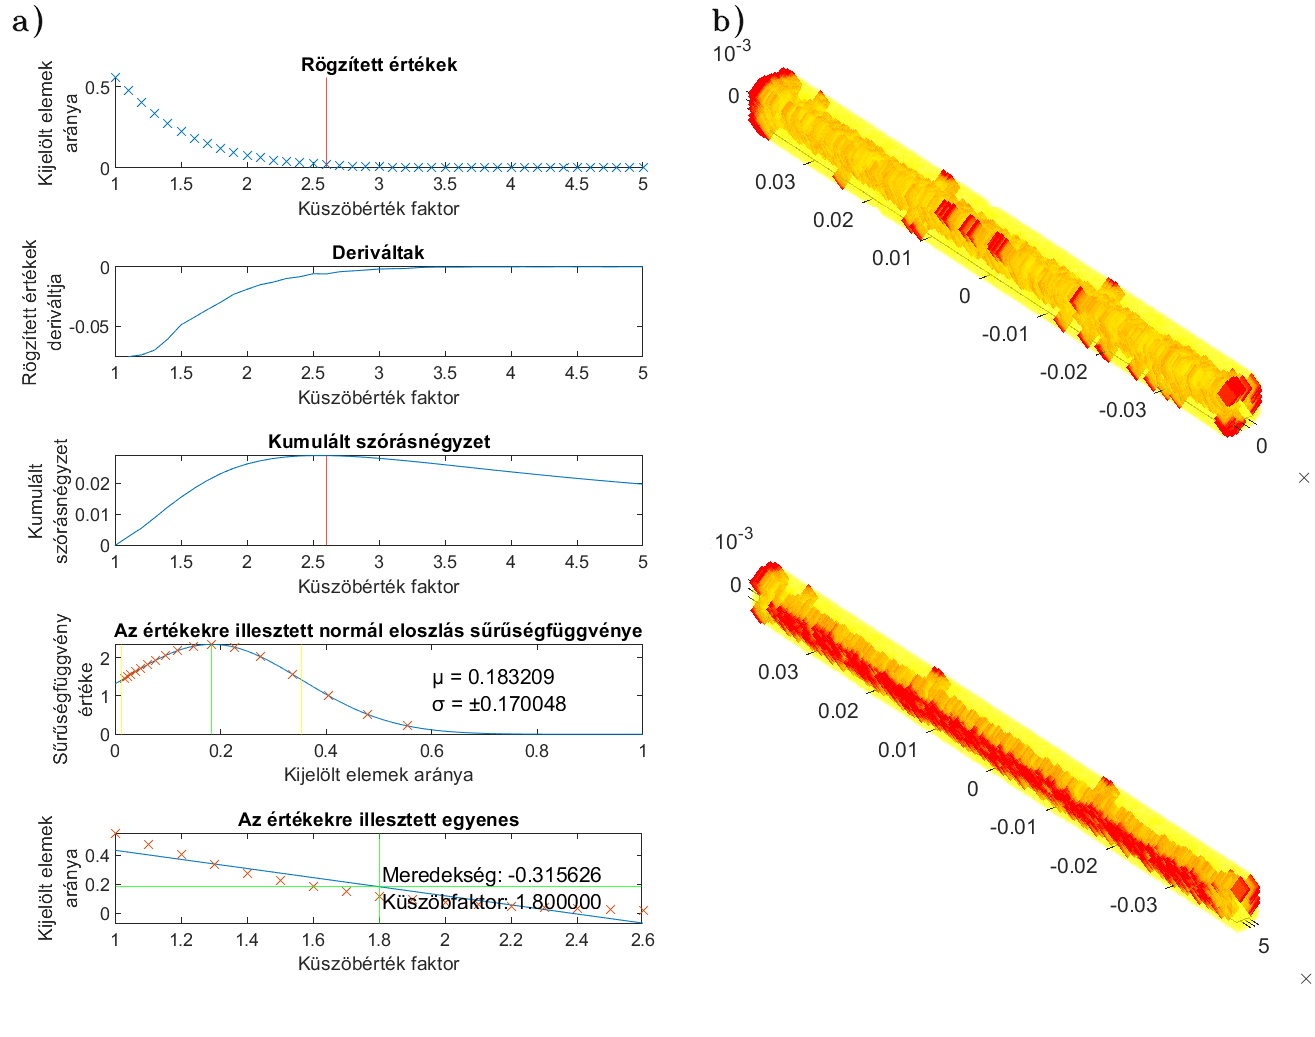 a)
Rögzített értékek
Kijelölt elemek
aránya
0.5
0
1 1.5 2 2.5 3 3.5 4 4.5 5
Küszöbérték faktor
Deriváltak
Rögzített értékek
deriváltja
0
-0.05
1 1.5 2 2.5 3 3.5 4 4.5 5
Küszöbérték faktor
Kumulált szórásnégyzet
Kumulált
szórásnégyzet
0.02
0.01
0
1 1.5 2 2.5 3 3.5 4 4.5 5
Küszöbérték faktor
Az értékekre illesztett normál eloszlás sűrűségfüggvénye
Sűrűségfüggvény
értéke
2
1
0
μ = 0.183209
σ = ±0.170048
0 0.2 0.4 0.6 0.8 1
Kijelölt elemek aránya
Az értékekre illesztett egyenes
Kijelölt elemek
aránya
0.4
0.2
0
Meredekség: -0.315626
Küszöbfaktor: 1.800000
1 1.2 1.4 1.6 1.8 2 2.2 2.4 2.6
Küszöbérték faktor
b)
10-3
0
0.03
0.02
0.01
0
-0.01
-0.02
-0.03
0
×
10-3
0
0.03
0.02
0.01
0
-0.01
-0.02
-0.03
5
×